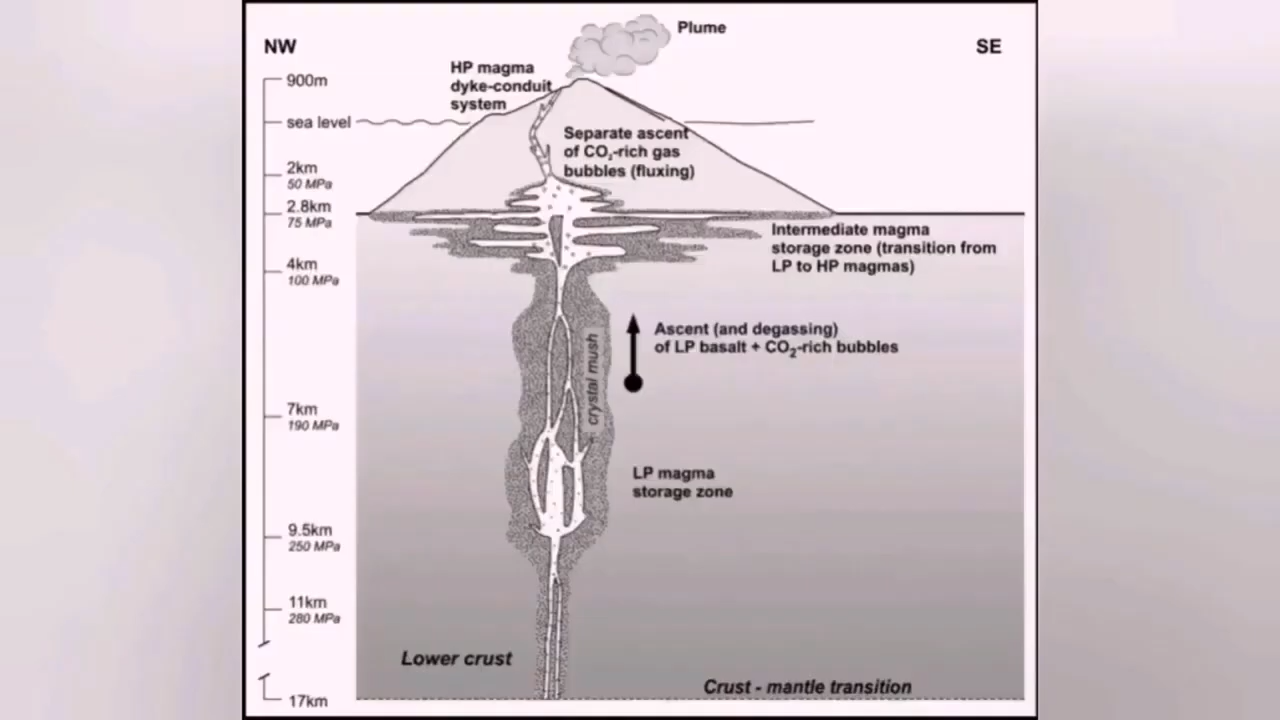 Plume
NW
SE
HP magma
dyke-conduit
system
900m
sea level
Separate ascent
of CO₂-rich gas
bubbles (fluxing)
2km
50 MPa
2.8km
75 MPa
Intermediate magma
storage zone (transition from
LP to HP magmas)
4km
100 MPa
Ascent (and degassing)
of LP basalt + CO₂-rich bubbles
crystal mush
7km
190 MPa
LP magma
storage zone
9.5km
250 MPa
11km
280 MPa
Lower crust
Crust - mantle transition
17km